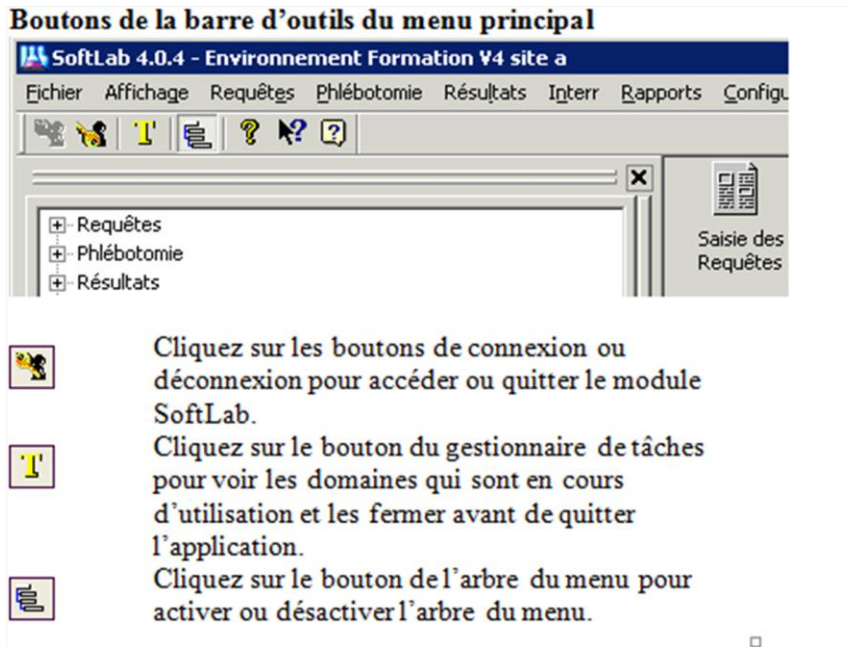 Boutons de la barre d'outils du menu principal
SoftLab 4.0.4 - Environnement Formation V4 site a
Fichier Affichage Requêtes Phlébotomie Résultats Interr Rapports Configu
T
Requêtes
Phlébotomie
Résultats
Saisie des
Requêtes
Cliquez sur les boutons de connexion ou
déconnexion pour accéder ou quitter le module
SoftLab.
T
Cliquez sur le bouton du gestionnaire de tâches
pour voir les domaines qui sont en cours
d'utilisation et les fermer avant de quitter
l'application.
Cliquez sur le bouton de l'arbre du menu pour
activer ou désactiver l'arbre du menu.